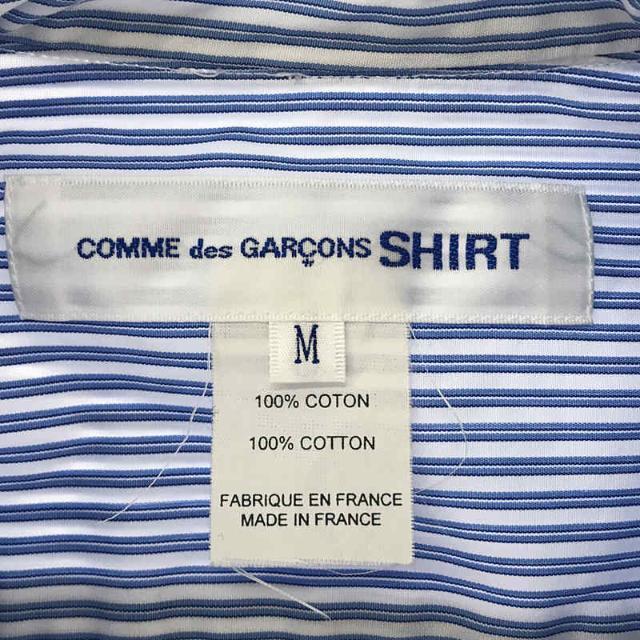 COMME des GARÇONS SHIRT
M
100% COTON
100% COTTON
FABRIQUE EN FRANCE
MADE IN FRANCE